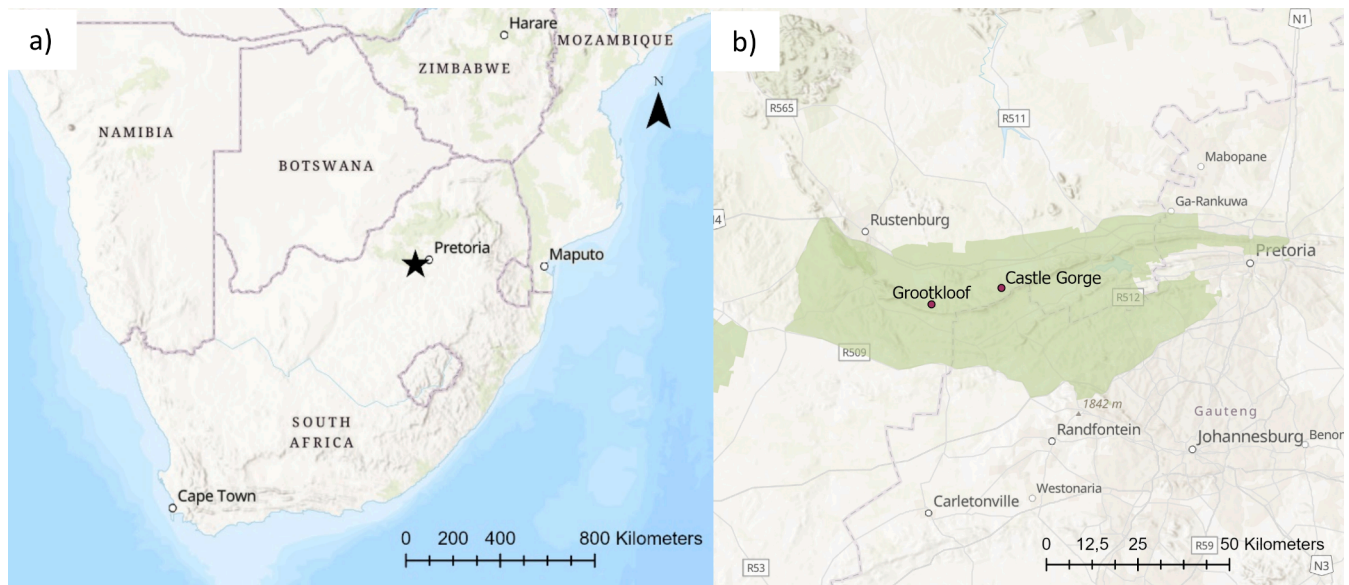 a)
Harare
MOZAMBIQUE
ZIMBABWE
N
NAMIBIA
BOTSWANA
Pretoria
Maputo
SOUTH
AFRICA
Cape Town
0 200 400 800 Kilometers
b)
N1
R565
R511
Mabopane
Ga-Rankuwa
Rustenburg
Pretoria
Castle Gorge
Grootkloof
R512
R509
1842 m
Gauteng
Randfontein
Johannesburg
Benor
Westonaria
Carletonville
0 12,5 25 50 Kilometers
R59
R53
N3